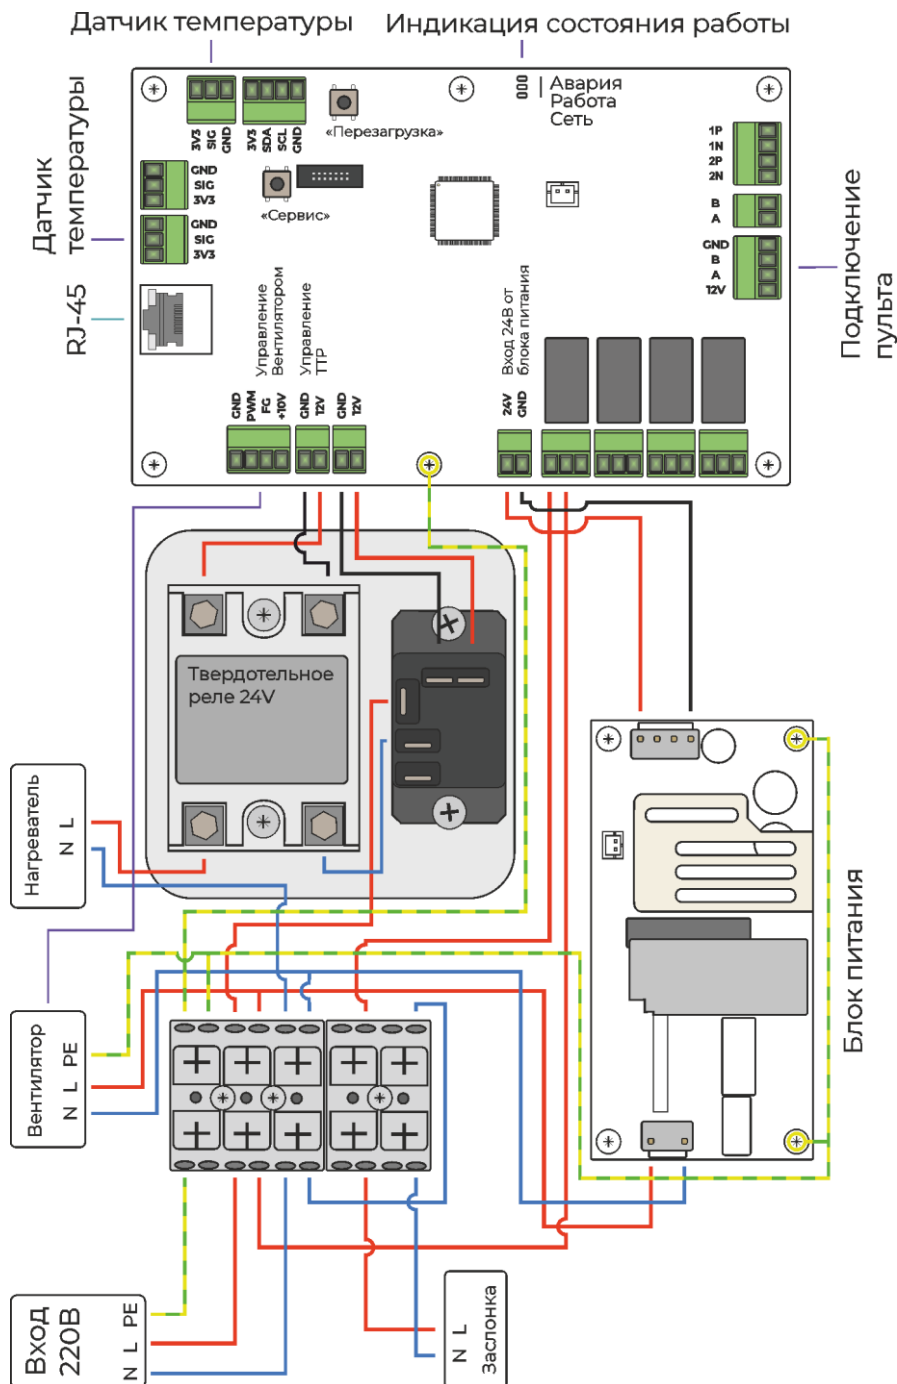 Датчик температуры
Индикация состояния работы
Авария
Работа
Сеть
3V3
SIG
GND
3V3
SDA
SCL
GND
«Перезагрузка»
«Сервис»
Датчик
температуры
GND
SIG
3V3
GND
SIG
3V3
RJ-45
1P
1N
2P
2N
B
A
GND
B
A
12V
Подключение
пульта
Управление
Вентилятором
Управление
ТТР
Вход 24В от
блока питания
GND
PWM
FG
+10V
GND
12V
GND
12V
24V
GND
Твердотельное
реле 24V
Нагреватель
N L
Блок питания
Вентилятор
N L PE
Вход
220В
N L PE
N L
Заслонка